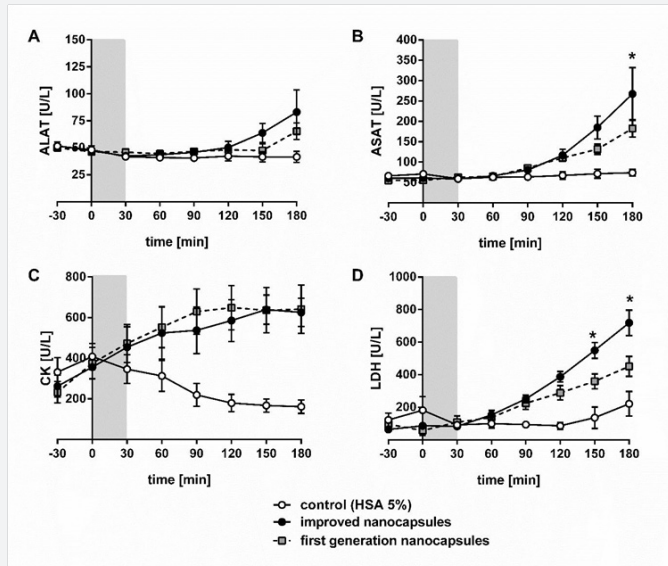 A
150
125
100
75
50
25
ALAT [U/L]
-30 0 30 60 90 120 150 180
time [min]
B
400
350
300
250
200
150
100
50
ASAT [U/L]
*
-30 0 30 60 90 120 150 180
time [min]
C
800
600
400
200
CK [U/L]
-30 0 30 60 90 120 150 180
time [min]
D
1000
800
600
400
200
LDH [U/L]
* *
-30 0 30 60 90 120 150 180
time [min]
control (HSA 5%)
improved nanocapsules
first generation nanocapsules